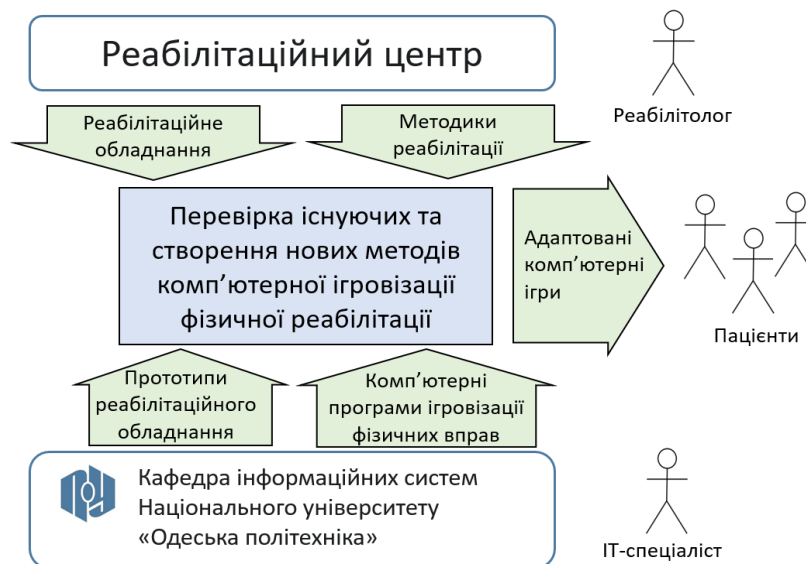 Реабілітаційний центр
Реабілітолог
Реабілітаційне
обладнання
Методики
реабілітації
Перевірка існуючих та
створення нових методів
комп’ютерної ігровізації
фізичної реабілітації
Адаптовані
комп’ютерні
ігри
Пацієнти
Прототипи
реабілітаційного
обладнання
Комп’ютерні
програми ігровізації
фізичних вправ
Кафедра інформаційних систем
Національного університету
«Одеська політехніка»
ІТ-спеціаліст